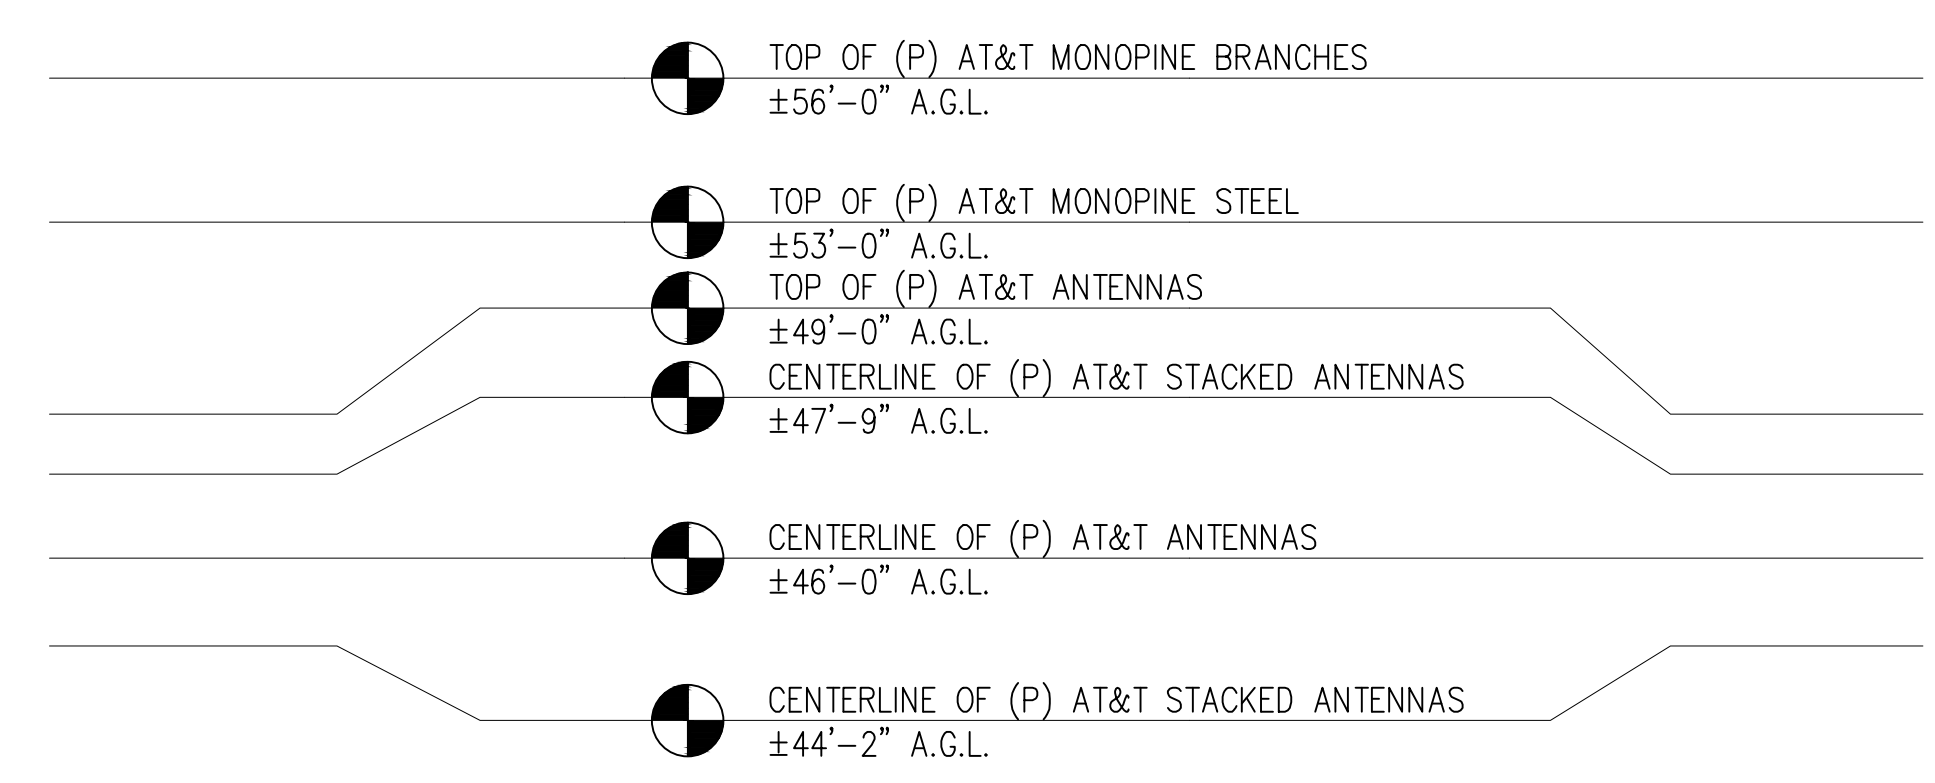 TOP OF (P) AT&T MONOPINE BRANCHES
±56'-0" A.G.L.
TOP OF (P) AT&T MONOPINE STEEL
±53'-0" A.G.L.
TOP OF (P) AT&T ANTENNAS
±49'-0" A.G.L.
CENTERLINE OF (P) AT&T STACKED ANTENNAS
±47'-9" A.G.L.
CENTERLINE OF (P) AT&T ANTENNAS
±46'-0" A.G.L.
CENTERLINE OF (P) AT&T STACKED ANTENNAS
±44'-2" A.G.L.